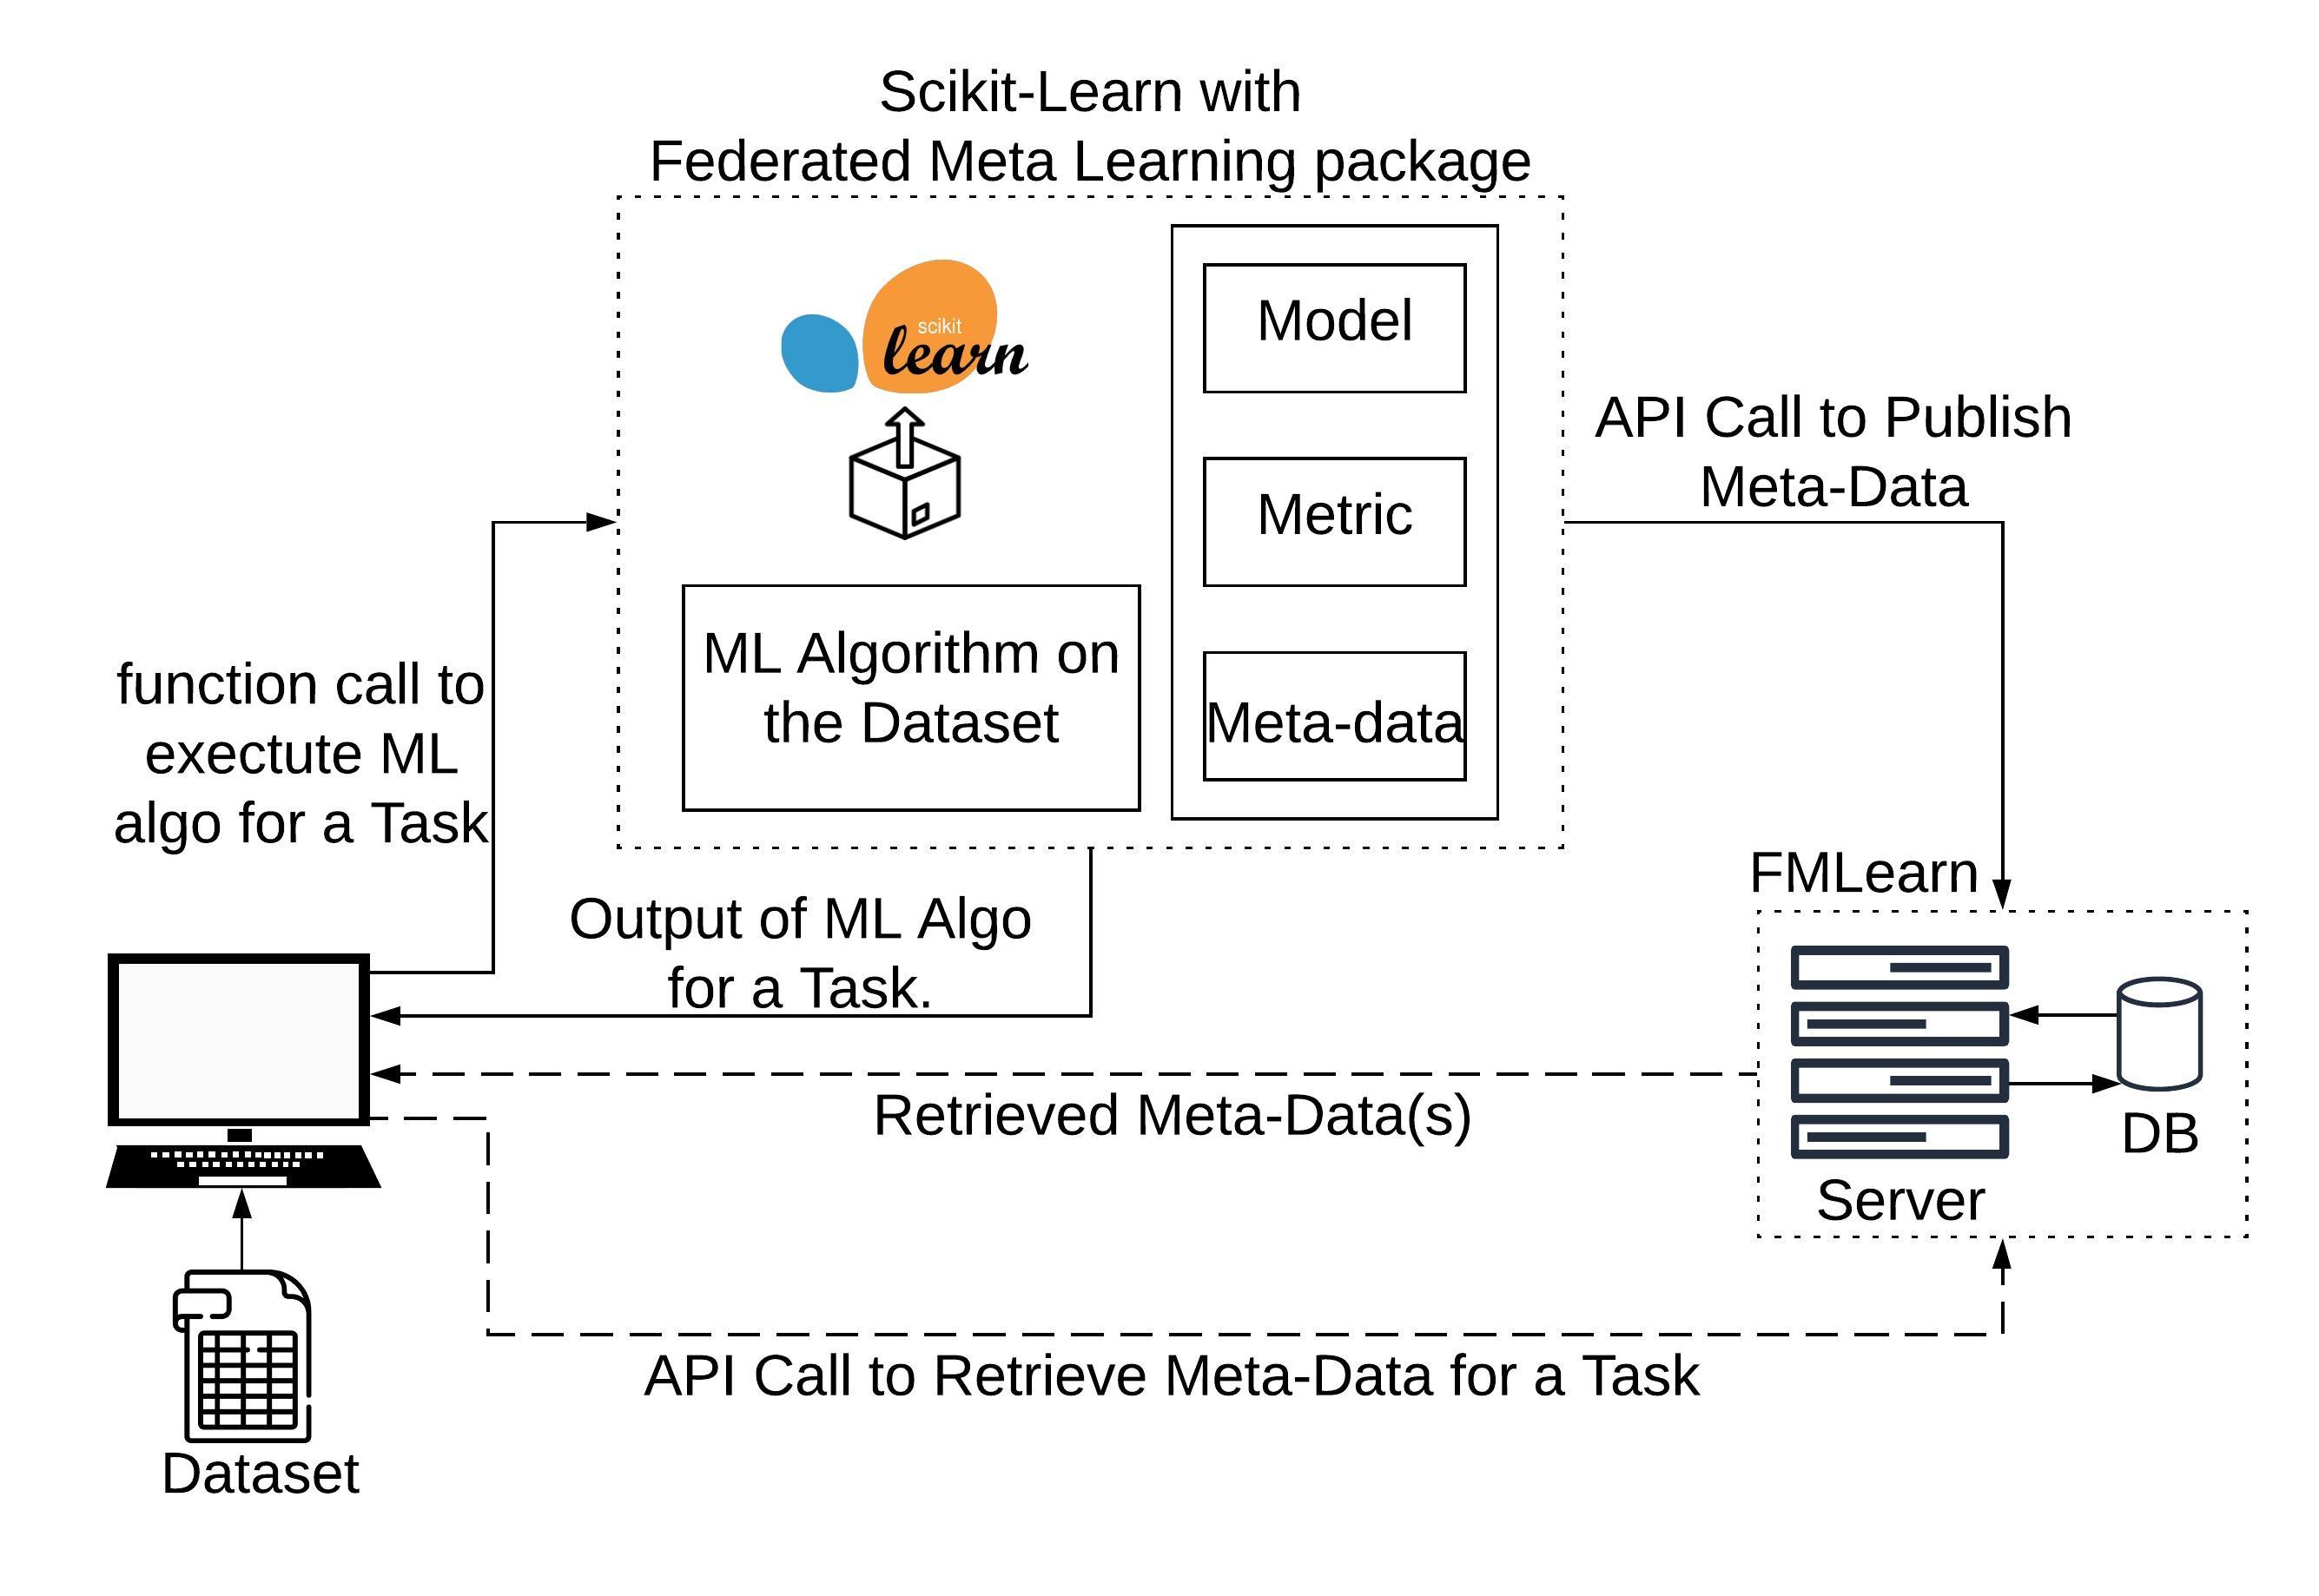 Scikit-Learn with
Federated Meta Learning package
scikit
learn
Model
Metric
Meta-data
ML Algorithm on
the Dataset
API Call to Publish
Meta-Data
function call to
exectute ML
algo for a Task
Output of ML Algo
for a Task.
FMLearn
Retrieved Meta-Data(s)
DB
Server
API Call to Retrieve Meta-Data for a Task
Dataset